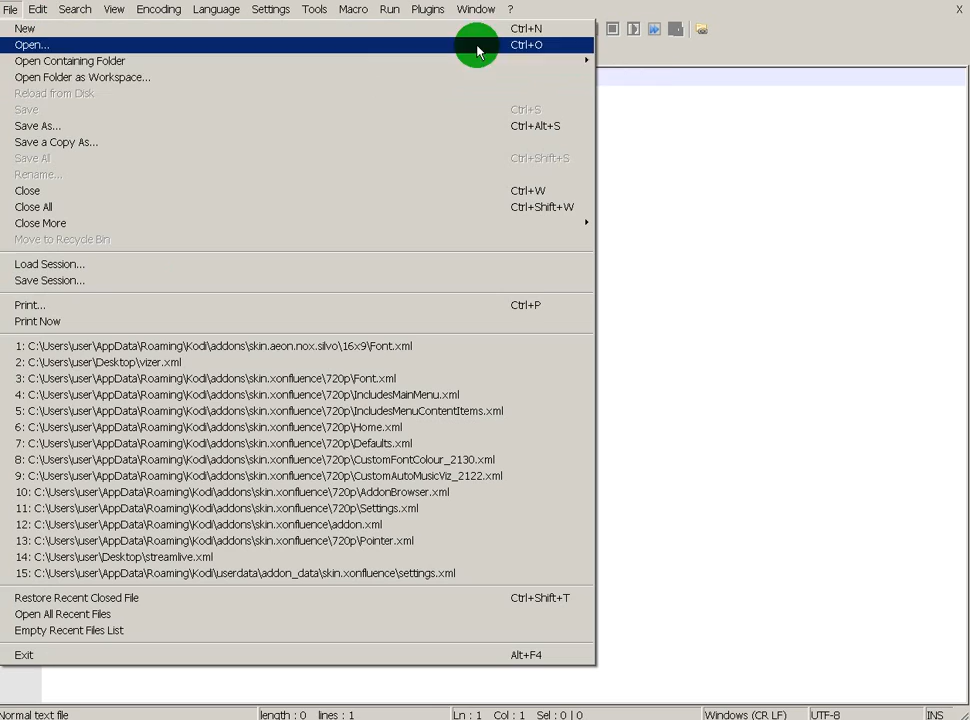 File Edit Search View Encoding Language Settings Tools Macro Run Plugins Window ? X
New Ctrl+N
Open... Ctrl+O
Open Containing Folder
Open Folder as Workspace...
Reload from Disk
Save Ctrl+S
Save As... Ctrl+Alt+S
Save a Copy As...
Save All Ctrl+Shift+S
Rename...
Close Ctrl+W
Close All Ctrl+Shift+W
Close More
Move to Recycle Bin
Load Session...
Save Session...
Print... Ctrl+P
Print Now
1: C:\Users\user\AppData\Roaming\Kodi\addons\skin.aeon.nox.silvo\16x9\Font.xml
2: C:\Users\user\Desktop\vizer.xml
3: C:\Users\user\AppData\Roaming\Kodi\addons\skin.xonfluence\720p\Font.xml
4: C:\Users\user\AppData\Roaming\Kodi\addons\skin.xonfluence\720p\IncludesMainMenu.xml
5: C:\Users\user\AppData\Roaming\Kodi\addons\skin.xonfluence\720p\IncludesMenuContentItems.xml
6: C:\Users\user\AppData\Roaming\Kodi\addons\skin.xonfluence\720p\Home.xml
7: C:\Users\user\AppData\Roaming\Kodi\addons\skin.xonfluence\720p\Defaults.xml
8: C:\Users\user\AppData\Roaming\Kodi\addons\skin.xonfluence\720p\CustomFontColour_2130.xml
9: C:\Users\user\AppData\Roaming\Kodi\addons\skin.xonfluence\720p\CustomAutoMusicViz_2122.xml
10: C:\Users\user\AppData\Roaming\Kodi\addons\skin.xonfluence\720p\AddonBrowser.xml
11: C:\Users\user\AppData\Roaming\Kodi\addons\skin.xonfluence\720p\Settings.xml
12: C:\Users\user\AppData\Roaming\Kodi\addons\skin.xonfluence\addon.xml
13: C:\Users\user\AppData\Roaming\Kodi\addons\skin.xonfluence\720p\Pointer.xml
14: C:\Users\user\Desktop\streamlive.xml
15: C:\Users\user\AppData\Roaming\Kodi\userdata\addon_data\skin.xonfluence\settings.xml
Restore Recent Closed File Ctrl+Shift+T
Open All Recent Files
Empty Recent Files List
Exit Alt+F4
Normal text file length : 0 lines : 1 Ln : 1 Col : 1 Sel : 0 | 0 Windows (CR LF) UTF-8 INS